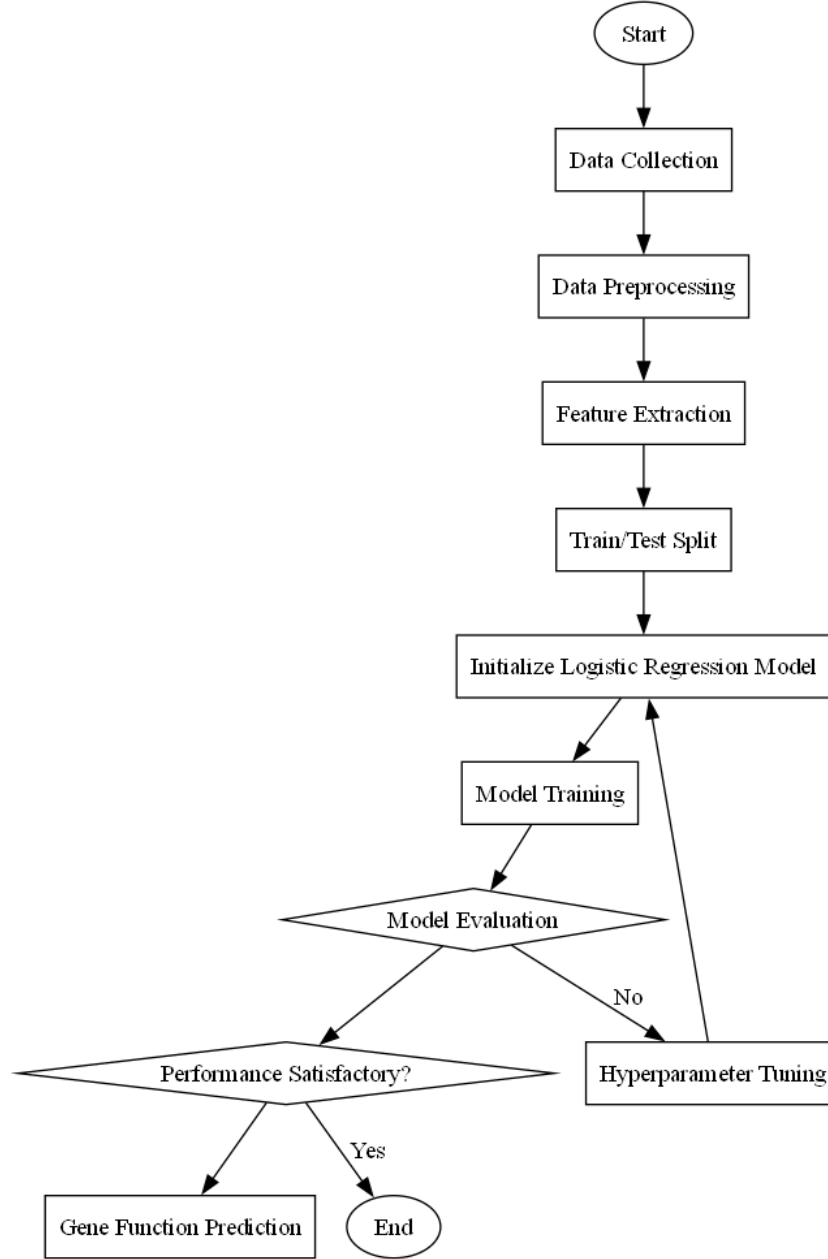 Start
Data Collection
Data Preprocessing
Feature Extraction
Train/Test Split
Initialize Logistic Regression Model
Model Training
Model Evaluation
No
Performance Satisfactory?
Hyperparameter Tuning
Yes
Gene Function Prediction
End